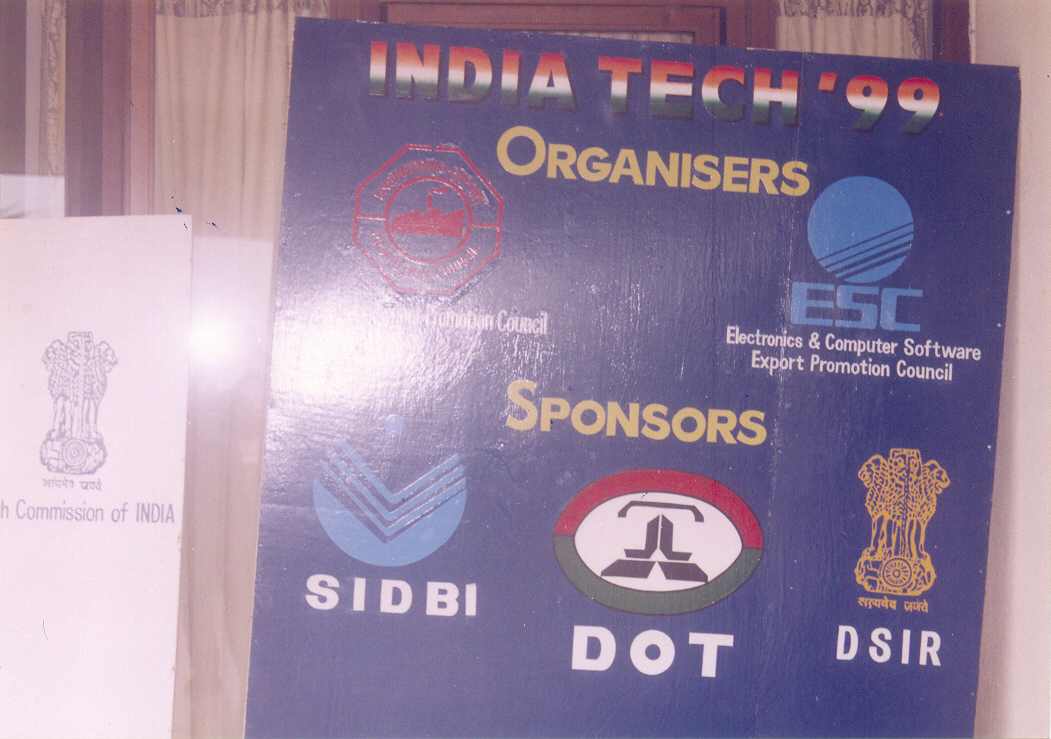 INDIA TECH '99
ORGANISERS
Promotion Council
ESC
Electronics & Computer Software
Export Promotion Council
SPONSORS
SIDBI
DOT
सत्यमेव जयते
DSIR
सत्यमेव जयते
h Commission of INDIA